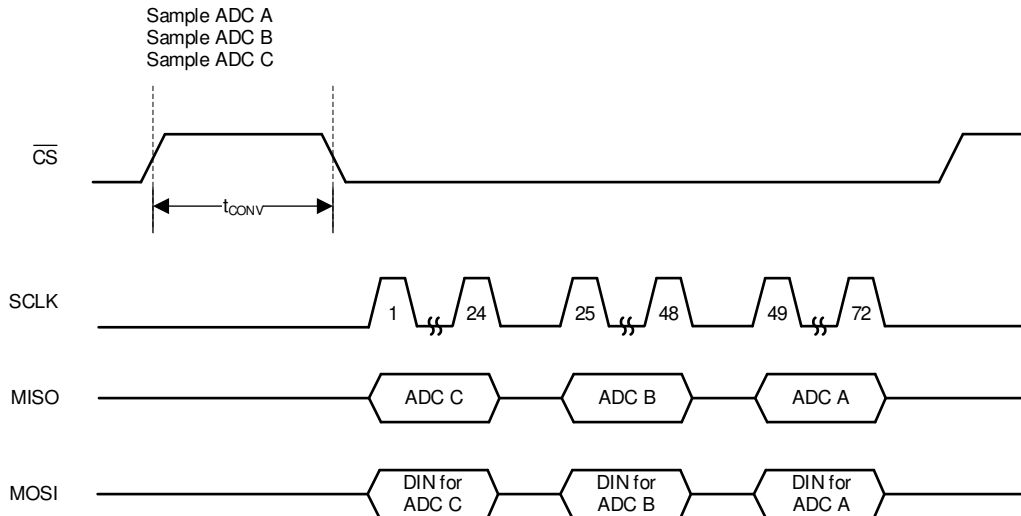 Sample ADC A
Sample ADC B
Sample ADC C
CS
tCONV
SCLK
1 24 25 48 49 72
MISO
ADC C ADC B ADC A
MOSI
DIN for DIN for DIN for
ADC C ADC B ADC A